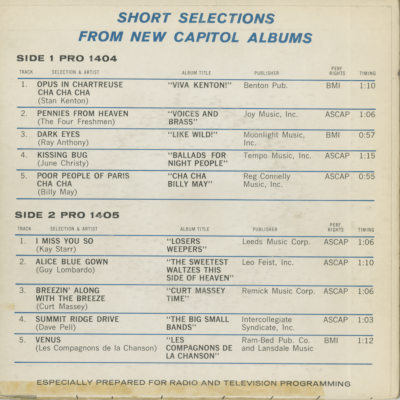 SHORT SELECTIONS
FROM NEW CAPITOL ALBUMS
SIDE 1 PRO 1404
TRACK SELECTION & ARTIST ALBUM TITLE PUBLISHER PERF. RIGHTS TIMING
1. OPUS IN CHARTREUSE "VIVA KENTON!" Benton Pub. BMI 1:10
CHA CHA CHA
(Stan Kenton)
2. PENNIES FROM HEAVEN "VOICES AND Joy Music, Inc. ASCAP 1:06
(The Four Freshmen) BRASS"
3. DARK EYES "LIKE WILD!" Moonlight Music, BMI 0:57
(Ray Anthony) Inc.
4. KISSING BUG "BALLADS FOR Tempo Music, Inc. ASCAP 1:15
(June Christy) NIGHT PEOPLE"
5. POOR PEOPLE OF PARIS "CHA CHA Reg Connelly ASCAP 0:55
CHA CHA BILLY MAY" Music, Inc.
(Billy May)
SIDE 2 PRO 1405
TRACK SELECTION & ARTIST ALBUM TITLE PUBLISHER PERF. RIGHTS TIMING
1. I MISS YOU SO "LOSERS Leeds Music Corp. ASCAP 1:06
(Kay Starr) WEEPERS"
2. ALICE BLUE GOWN "THE SWEETEST Leo Feist, Inc. ASCAP 1:10
(Guy Lombardo) WALTZES THIS
SIDE OF HEAVEN"
3. BREEZIN' ALONG "CURT MASSEY Remick Music Corp. ASCAP 1:06
WITH THE BREEZE TIME"
(Curt Massey)
4. SUMMIT RIDGE DRIVE "THE BIG SMALL Intercollegiate ASCAP 1:03
(Dave Pell) BANDS" Syndicate, Inc.
5. VENUS "LES Ram-Bed Pub. Co. BMI 1:12
(Les Compagnons de la Chanson) COMPAGNONS DE and Lansdale Music
LA CHANSON"
ESPECIALLY PREPARED FOR RADIO AND TELEVISION PROGRAMMING